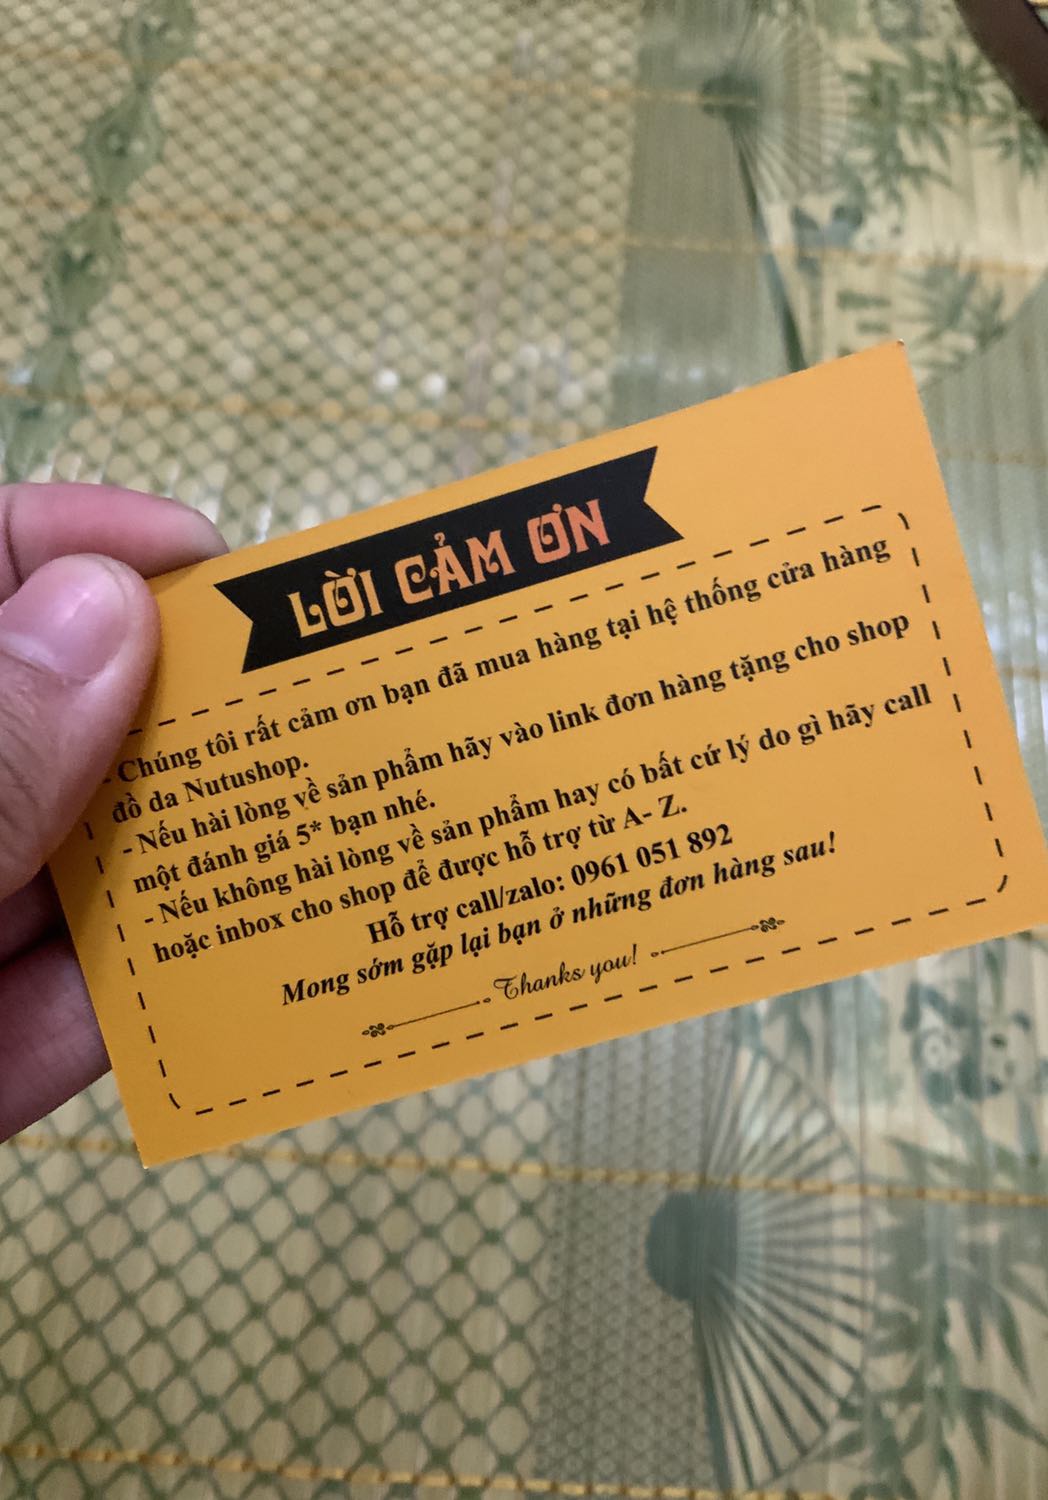 LỜI CẢM ƠN
- Chúng tôi rất cảm ơn bạn đã mua hàng tại hệ thống cửa hàng
đồ da Nutushop.
- Nếu hài lòng về sản phẩm hãy vào link đơn hàng tặng cho shop
một đánh giá 5* bạn nhé.
- Nếu không hài lòng về sản phẩm hay có bất cứ lý do gì hãy call
hoặc inbox cho shop để được hỗ trợ từ A- Z.
Hỗ trợ call/zalo: 0961 051 892
Mong sớm gặp lại bạn ở những đơn hàng sau!
Thanks you!